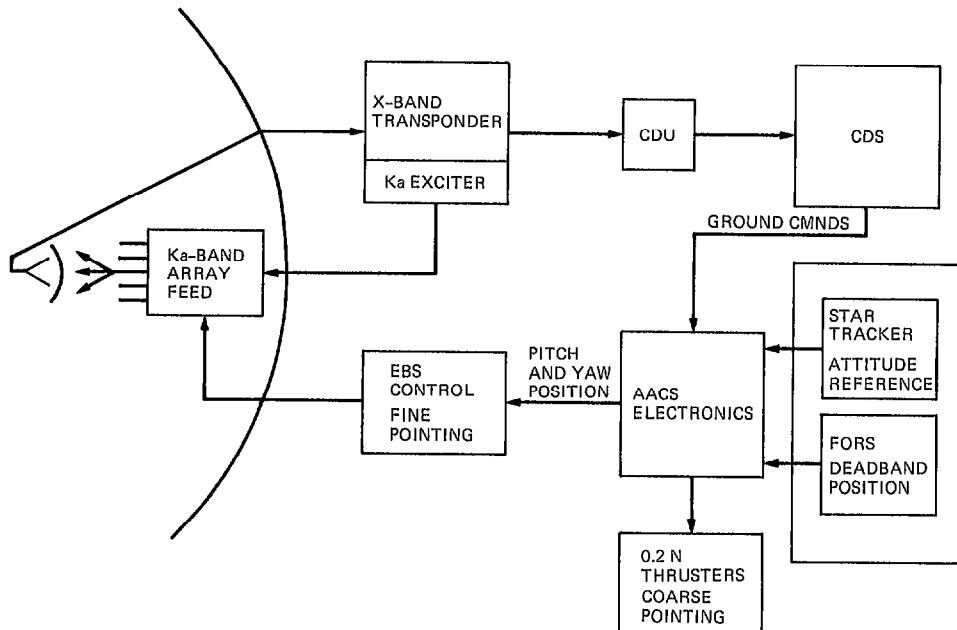 X-BAND
TRANSPONDER
Ka EXCITER
CDU
CDS
GROUND CMNDS
Ka-BAND
ARRAY
FEED
STAR
TRACKER
ATTITUDE
REFERENCE
EBS
CONTROL
FINE
POINTING
PITCH
AND YAW
POSITION
AACS
ELECTRONICS
FORS
DEADBAND
POSITION
0.2 N
THRUSTERS
COARSE
POINTING